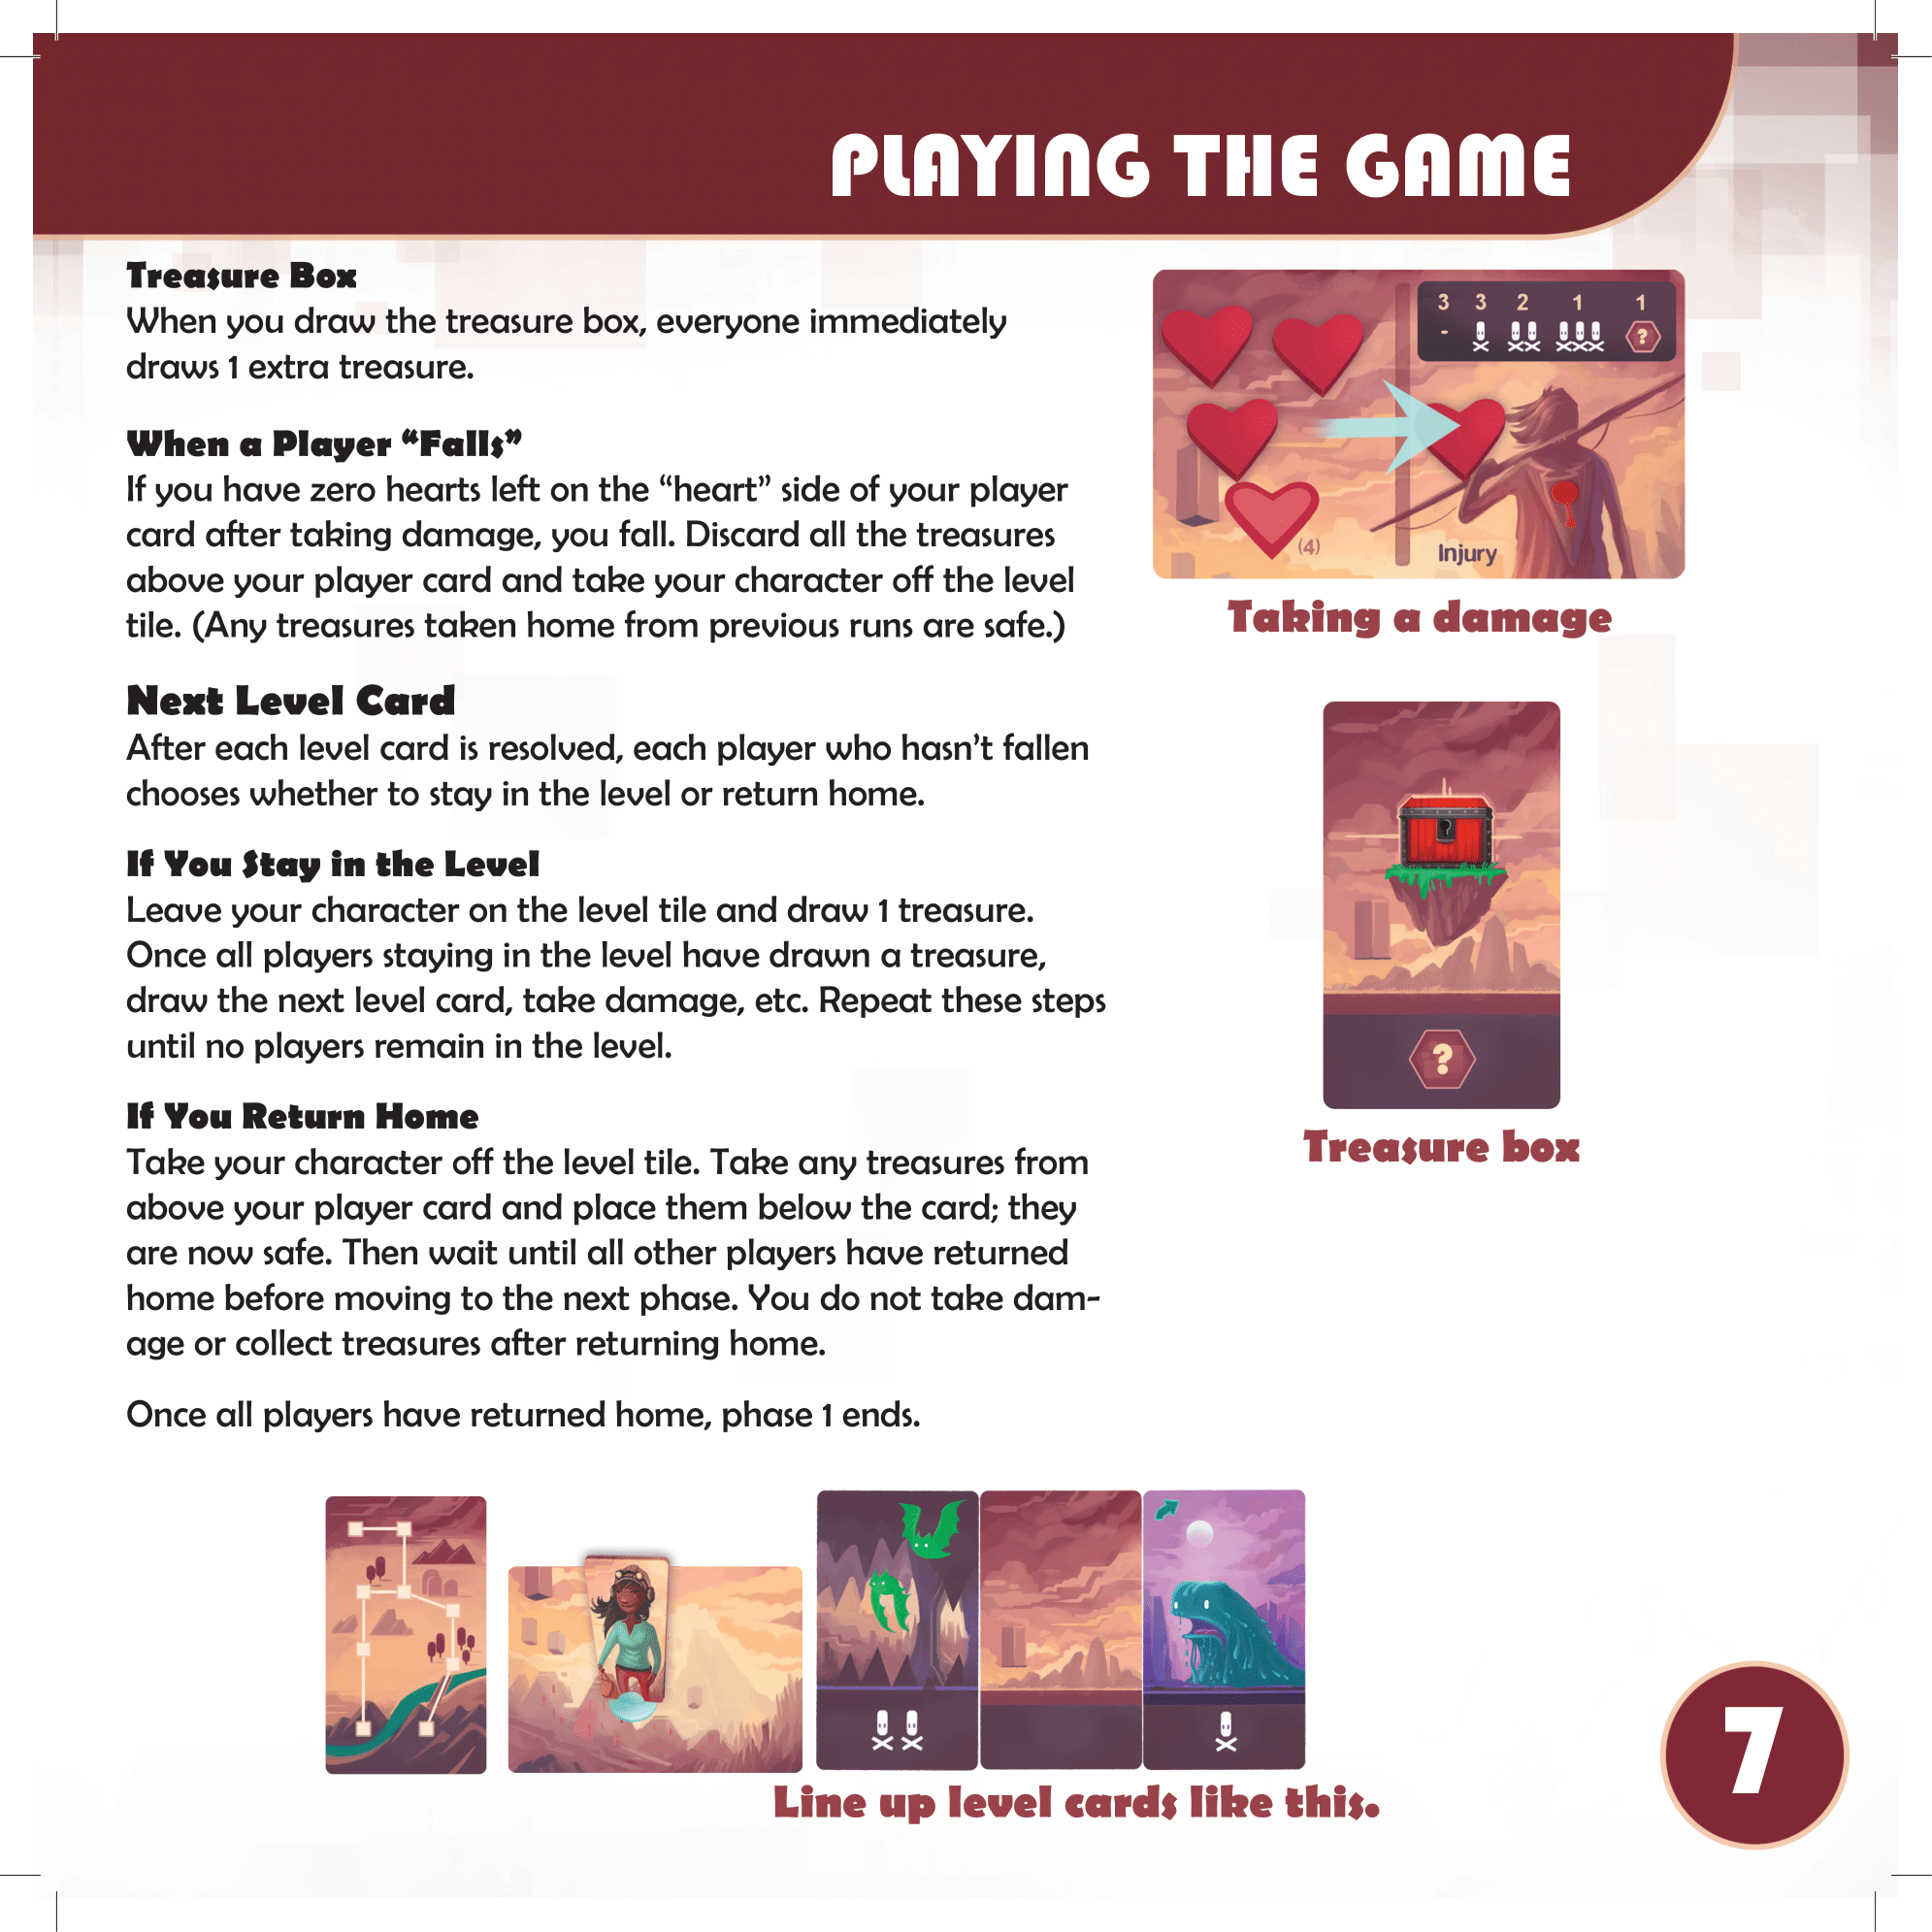 PLAYING THE GAME
Treasure Box
When you draw the treasure box, everyone immediately
draws 1 extra treasure.
When a Player “Falls”
If you have zero hearts left on the “heart” side of your player
card after taking damage, you fall. Discard all the treasures
above your player card and take your character off the level
tile. (Any treasures taken home from previous runs are safe.)
Next Level Card
After each level card is resolved, each player who hasn’t fallen
chooses whether to stay in the level or return home.
If You Stay in the Level
Leave your character on the level tile and draw 1 treasure.
Once all players staying in the level have drawn a treasure,
draw the next level card, take damage, etc. Repeat these steps
until no players remain in the level.
If You Return Home
Take your character off the level tile. Take any treasures from
above your player card and place them below the card; they
are now safe. Then wait until all other players have returned
home before moving to the next phase. You do not take dam-
age or collect treasures after returning home.
Once all players have returned home, phase 1 ends.
3 3 2 1 1
- ?
(4)
Injury
Taking a damage
?
Treasure box
Line up level cards like this.
7